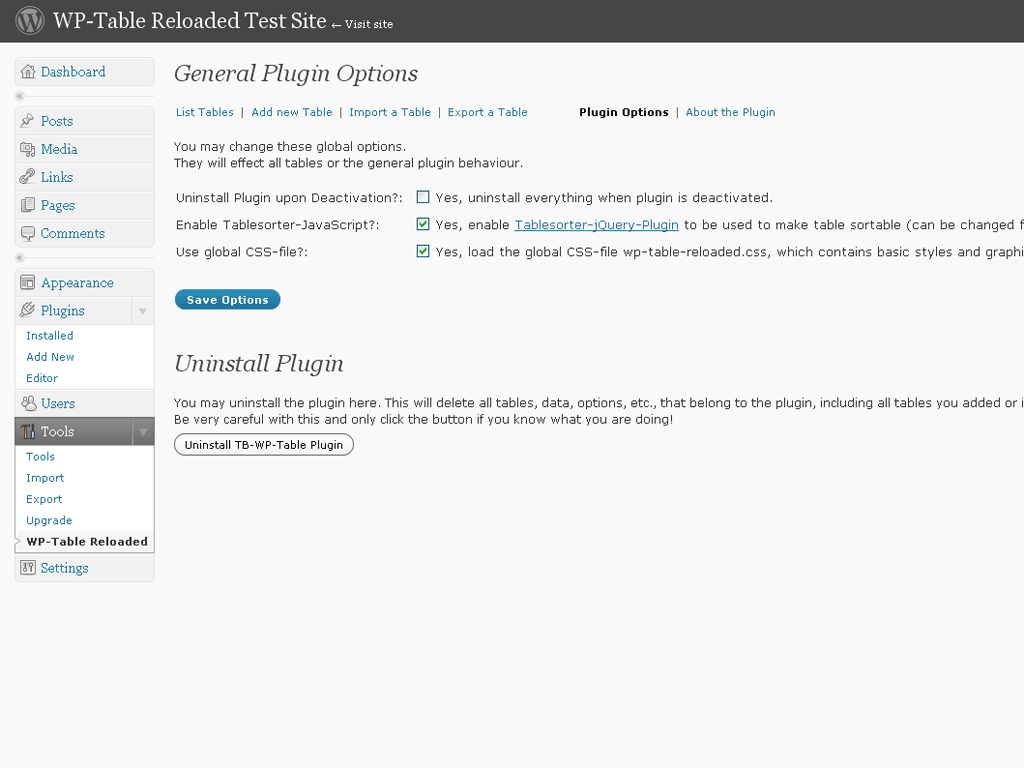 WP-Table Reloaded Test Site ← Visit site
Dashboard
Posts
Media
Links
Pages
Comments
Appearance
Plugins
Installed
Add New
Editor
Users
Tools
Tools
Import
Export
Upgrade
WP-Table Reloaded
Settings
General Plugin Options
List Tables | Add new Table | Import a Table | Export a Table Plugin Options | About the Plugin
You may change these global options.
They will effect all tables or the general plugin behaviour.
Uninstall Plugin upon Deactivation?: Yes, uninstall everything when plugin is deactivated.
Enable Tablesorter-JavaScript?: Yes, enable Tablesorter-jQuery-Plugin to be used to make table sortable (can be changed f
Use global CSS-file?: Yes, load the global CSS-file wp-table-reloaded.css, which contains basic styles and graphi
Save Options
Uninstall Plugin
You may uninstall the plugin here. This will delete all tables, data, options, etc., that belong to the plugin, including all tables you added or i
Be very careful with this and only click the button if you know what you are doing!
Uninstall TB-WP-Table Plugin